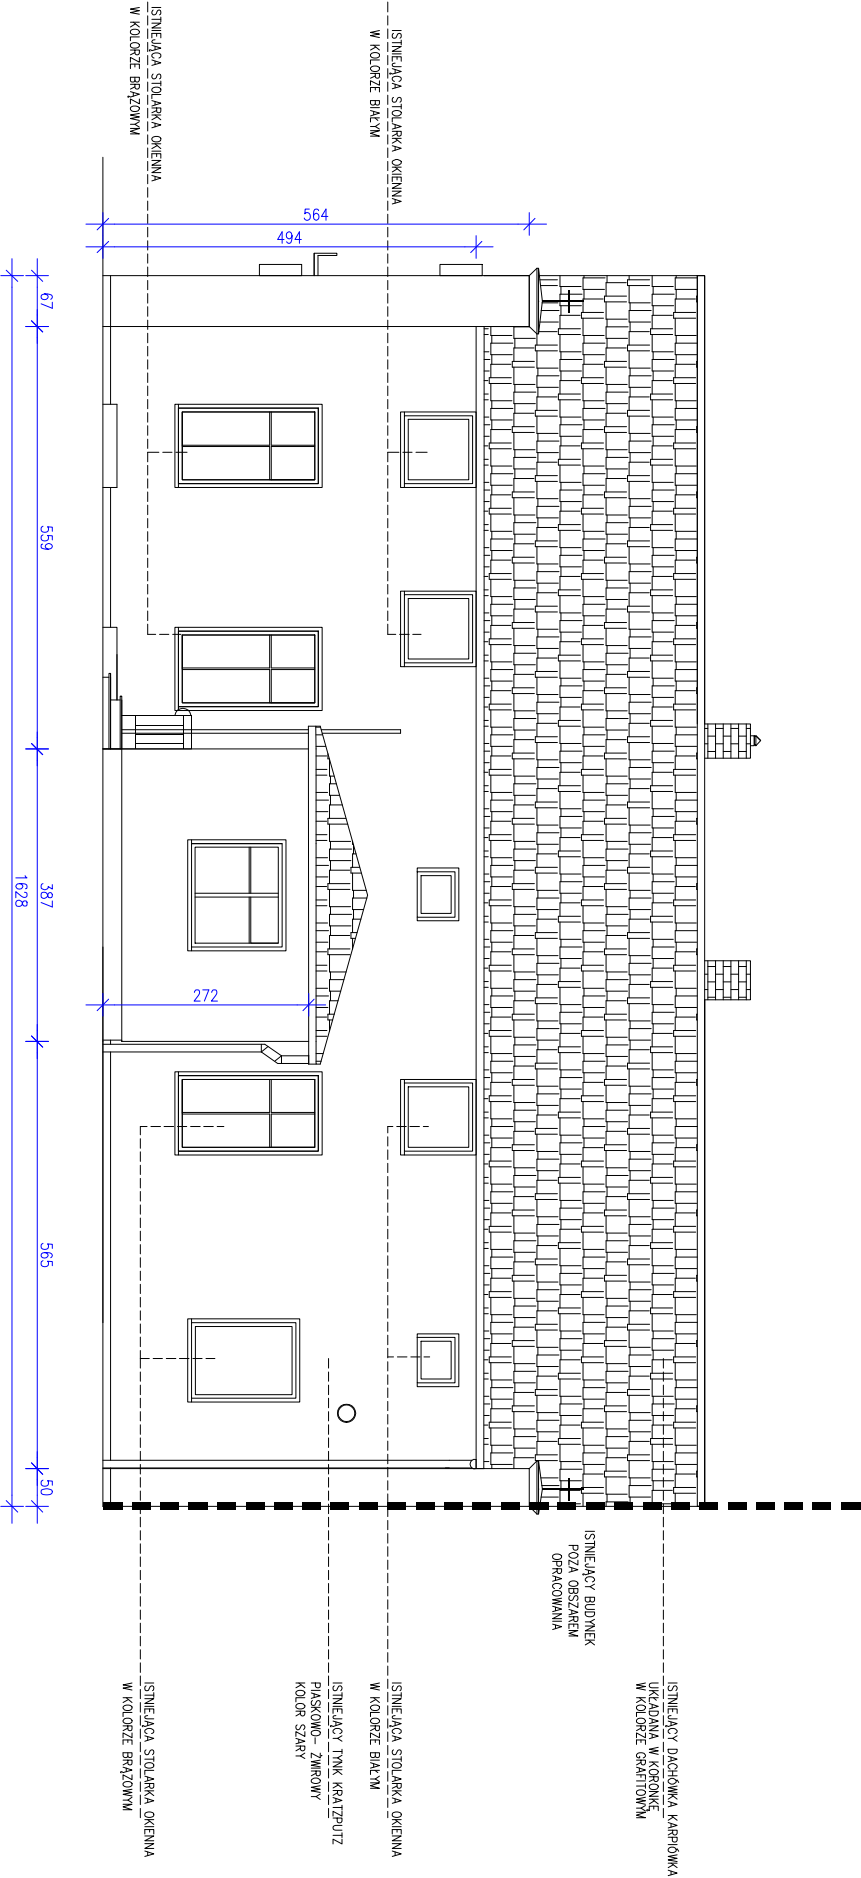 ISTNIEJĄCY DACHÓWKA KARPIÓWKA
UKŁADANA W KORONKĘ
W KOLORZE GRAFITOWYM
ISTNIEJĄCY BUDYNEK
POZA OBSZAREM
OPRACOWANIA
ISTNIEJĄCA STOLARKA OKIENNA
W KOLORZE BIAŁYM
ISTNIEJĄCA STOLARKA OKIENNA
W KOLORZE BIAŁYM
ISTNIEJĄCY TYNK KRATZPUTZ
PIASKOWO- ŻWIROWY
KOLOR SZARY
ISTNIEJĄCA STOLARKA OKIENNA
W KOLORZE BRĄZOWYM
ISTNIEJĄCA STOLARKA OKIENNA
W KOLORZE BRĄZOWYM
564
494
272
67
559
387
565
50
1628